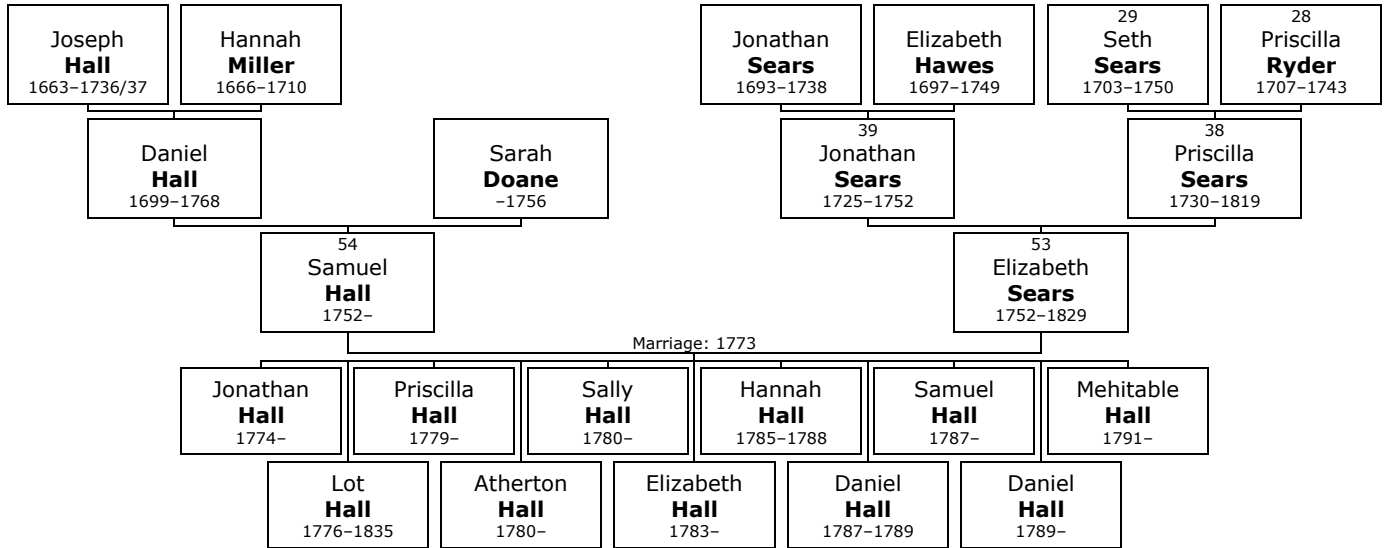 Joseph
Hall
1663–1736/37
Hannah
Miller
1666–1710
Jonathan
Sears
1693–1738
Elizabeth
Hawes
1697–1749
29
Seth
Sears
1703–1750
28
Priscilla
Ryder
1707–1743
Daniel
Hall
1699–1768
Sarah
Doane
–1756
39
Jonathan
Sears
1725–1752
38
Priscilla
Sears
1730–1819
54
Samuel
Hall
1752–
53
Elizabeth
Sears
1752–1829
Marriage: 1773
Jonathan
Hall
1774–
Priscilla
Hall
1779–
Sally
Hall
1780–
Hannah
Hall
1785–1788
Samuel
Hall
1787–
Mehitable
Hall
1791–
Lot
Hall
1776–1835
Atherton
Hall
1780–
Elizabeth
Hall
1783–
Daniel
Hall
1787–1789
Daniel
Hall
1789–